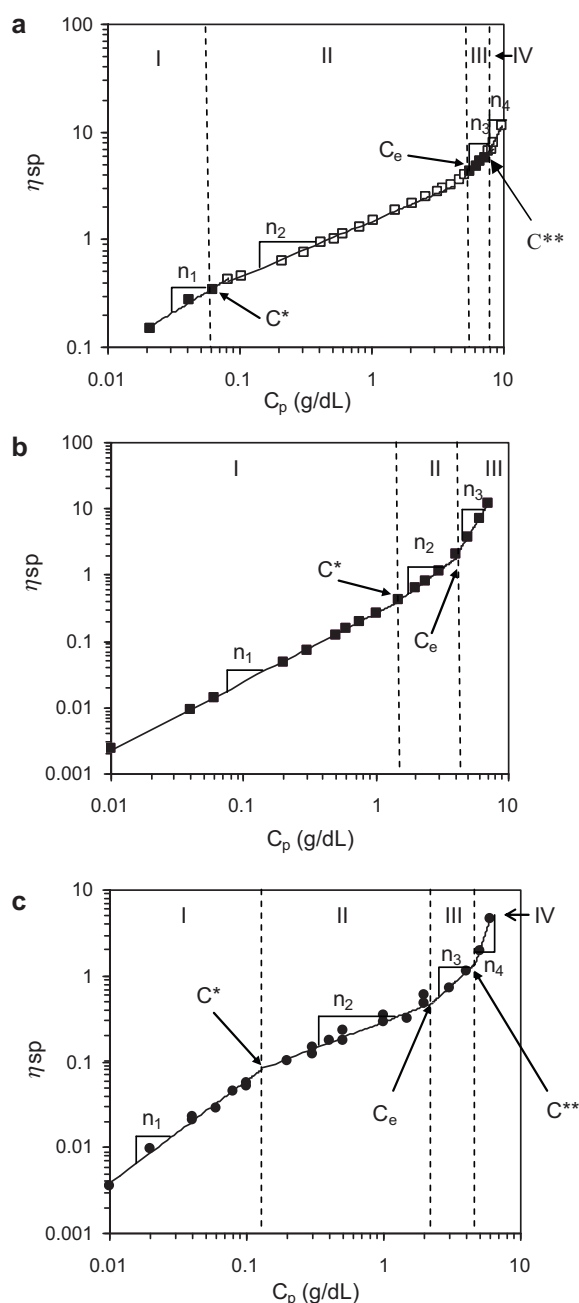 a
I II III IV
100
10
1
0.1
ηsp
n1
n2
n3
n4
C*
Ce
C**
0.01 0.1 1 10
Cp (g/dL)
b
I II III
100
10
1
0.1
0.01
0.001
ηsp
n1
n2
n3
C*
Ce
0.01 0.1 1 10
Cp (g/dL)
c
I II III IV
10
1
0.1
0.01
0.001
ηsp
n1
n2
n3
n4
C*
Ce
C**
0.01 0.1 1 10 100
Cp (g/dL)